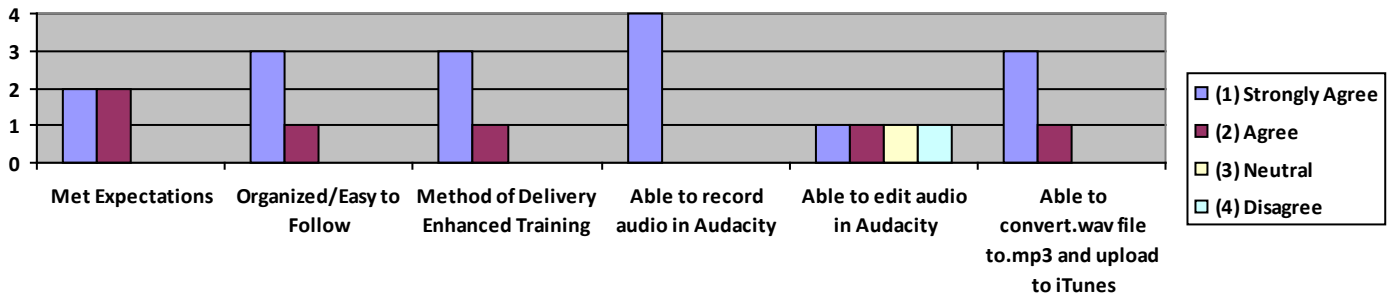 4
3
2
1
0
Met Expectations
Organized/Easy to
Follow
Method of Delivery
Enhanced Training
Able to record
audio in Audacity
Able to edit audio
in Audacity
Able to
convert.wav file
to.mp3 and upload
to iTunes
(1) Strongly Agree
(2) Agree
(3) Neutral
(4) Disagree